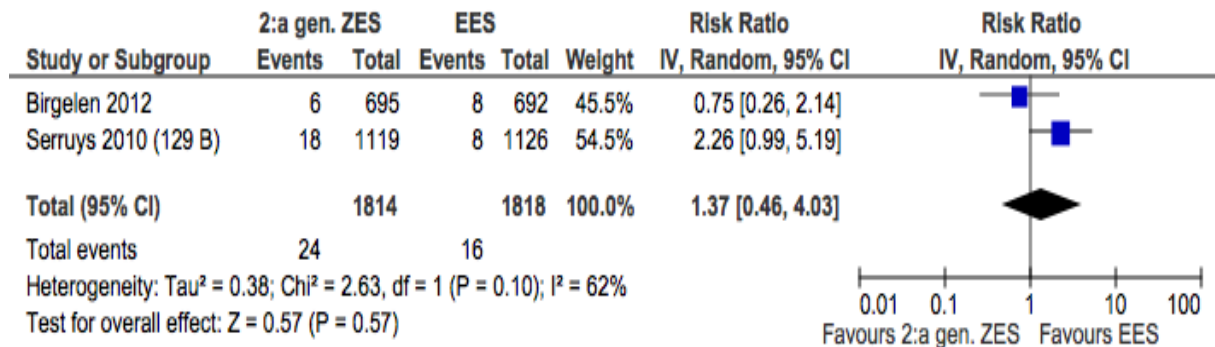 2:a gen. ZES EES Risk Ratio Risk Ratio
Study or Subgroup Events Total Events Total Weight IV, Random, 95% CI IV, Random, 95% CI
Birgelen 2012 6 695 8 692 45.5% 0.75 [0.26, 2.14]
Serruys 2010 (129 B) 18 1119 8 1126 54.5% 2.26 [0.99, 5.19]
Total (95% CI) 1814 1818 100.0% 1.37 [0.46, 4.03]
Total events 24 16
Heterogeneity: Tau² = 0.38; Chi² = 2.63, df = 1 (P = 0.10); I² = 62%
Test for overall effect: Z = 0.57 (P = 0.57)
0.01 0.1 1 10 100
Favours 2:a gen. ZES Favours EES